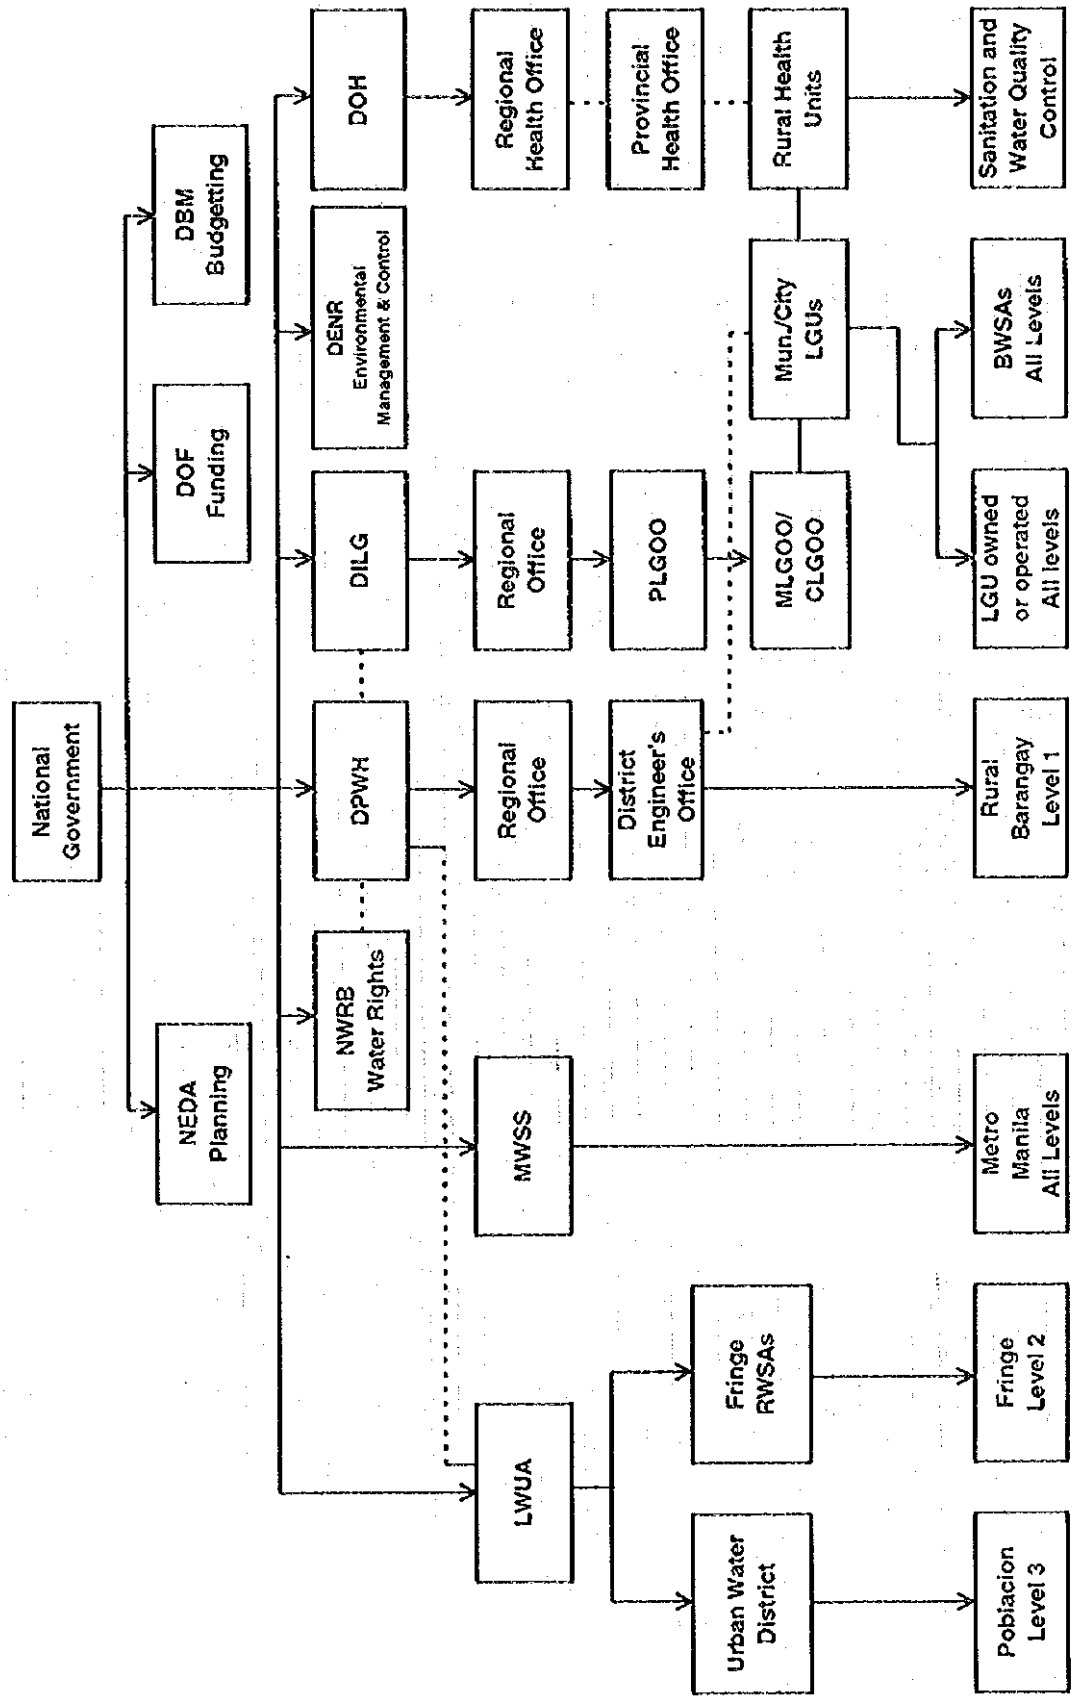 National
Government
NEDA
Planning
DOF
Funding
DBM
Budgetting
NWRB
Water Rights
DPWH
DILG
DENR
Environmental
Management & Control
DOH
LWUA
MWSS
Regional
Office
Regional
Office
Regional
Health Office
District
Engineer's
Office
PLGOO
Provincial
Health Office
Urban Water
District
Fringe
RWSAs
MLGOO/
CLGOO
Mun./City
LGUs
Rural Health
Units
Poblacion
Level 3
Fringe
Level 2
Metro
Manila
All Levels
Rural
Barangay
Level 1
LGU owned
or operated
All levels
BWSAs
All Levels
Sanitation and
Water Quality
Control